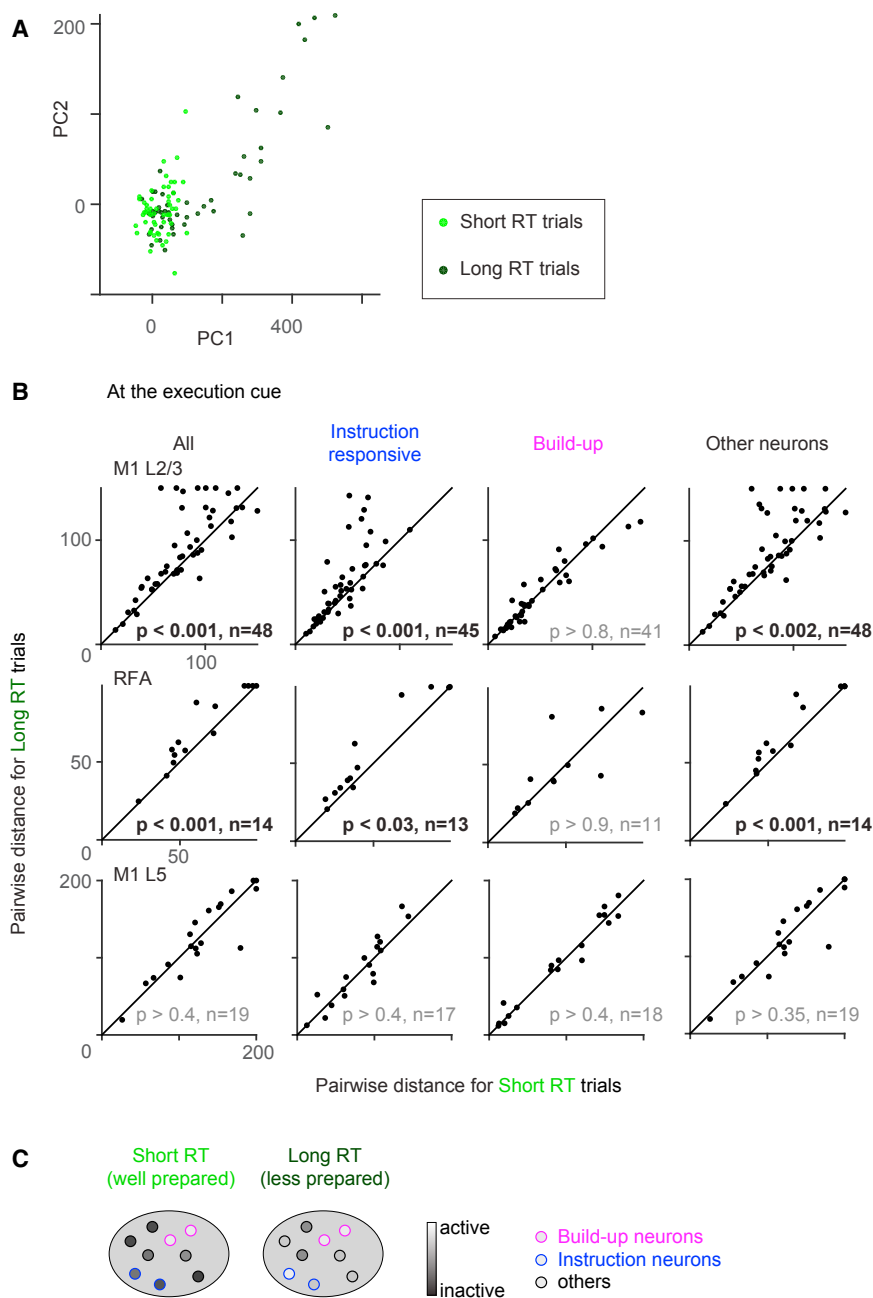 A
200
PC2
0
0
400
PC1
Short RT trials
Long RT trials
B
At the execution cue
All
Instruction
responsive
Build-up
Other neurons
Pairwise distance for Long RT trials
M1 L2/3
100
0
100
p < 0.001, n=48
p < 0.001, n=45
p > 0.8, n=41
p < 0.002, n=48
RFA
50
0
50
p < 0.001, n=14
p < 0.03, n=13
p > 0.9, n=11
p < 0.001, n=14
M1 L5
200
0
200
p > 0.4, n=19
p > 0.4, n=17
p > 0.4, n=18
p > 0.35, n=19
Pairwise distance for Short RT trials
C
Short RT
(well prepared)
Long RT
(less prepared)
active
inactive
Build-up neurons
Instruction neurons
others